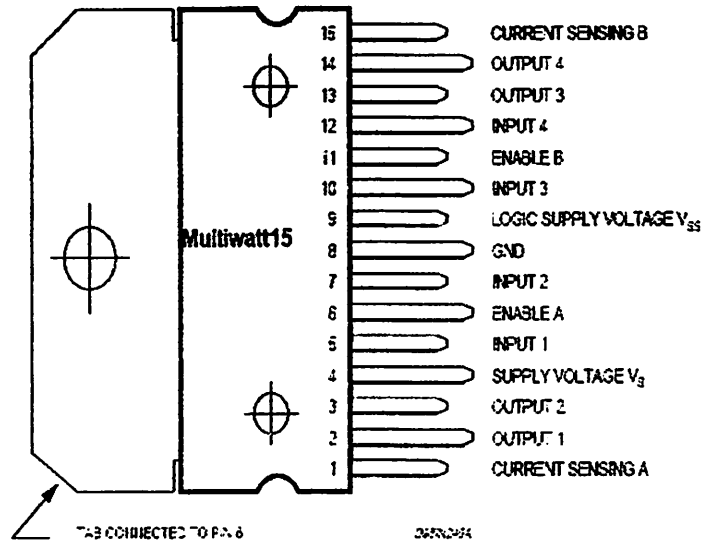 15 CURRENT SENSING B
14 OUTPUT 4
13 OUTPUT 3
12 INPUT 4
11 ENABLE B
10 INPUT 3
9 LOGIC SUPPLY VOLTAGE VSS
Multiwatt15
8 GND
7 INPUT 2
6 ENABLE A
5 INPUT 1
4 SUPPLY VOLTAGE VS
3 OUTPUT 2
2 OUTPUT 1
1 CURRENT SENSING A
TAB CONNECTED TO PIN 8